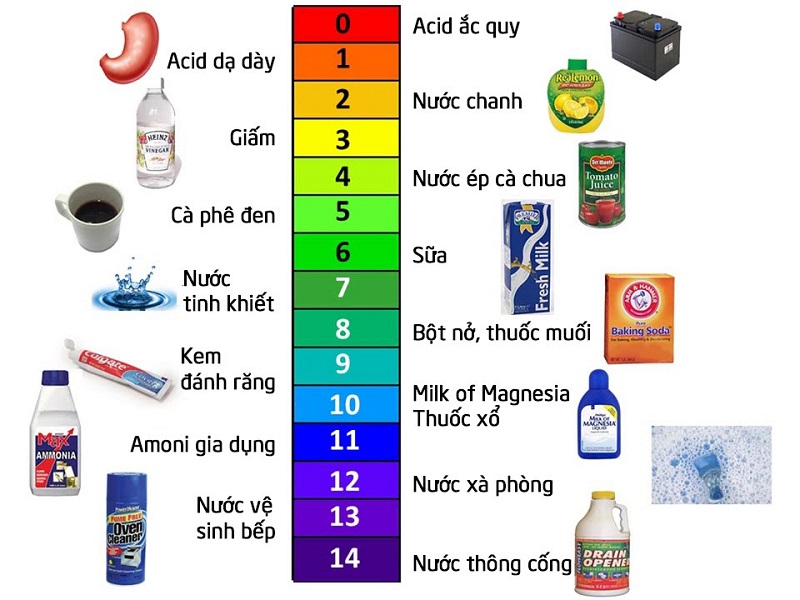 0
Acid ắc quy
Acid dạ dày
1
2
Nước chanh
ReaLemon
Giấm
HEINZ
VINEGAR
3
4
Nước ép cà chua
Del Monte
Tomato
Juice
Cà phê đen
5
6
Sữa
Fresh Milk
Nước
tinh khiết
7
8
Bột nở, thuốc muối
ARM & HAMMER
Pure
Baking Soda
Kem
đánh răng
Colgate
9
10
Milk of Magnesia
Thuốc xổ
Phillips'
MILK OF
MAGNESIA
Amoni gia dụng
11
Max
AMMONIA
12
Nước xà phòng
Nước vệ
sinh bếp
13
FUME FREE
Oven
Cleaner
14
Nước thông cống
DRAIN
OPENER